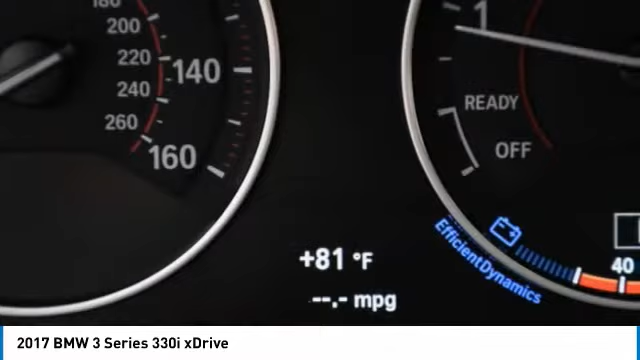 180
200
220
240
260
140
160
1
READY
OFF
EfficientDynamics
40
+81 °F
--.- mpg
2017 BMW 3 Series 330i xDrive